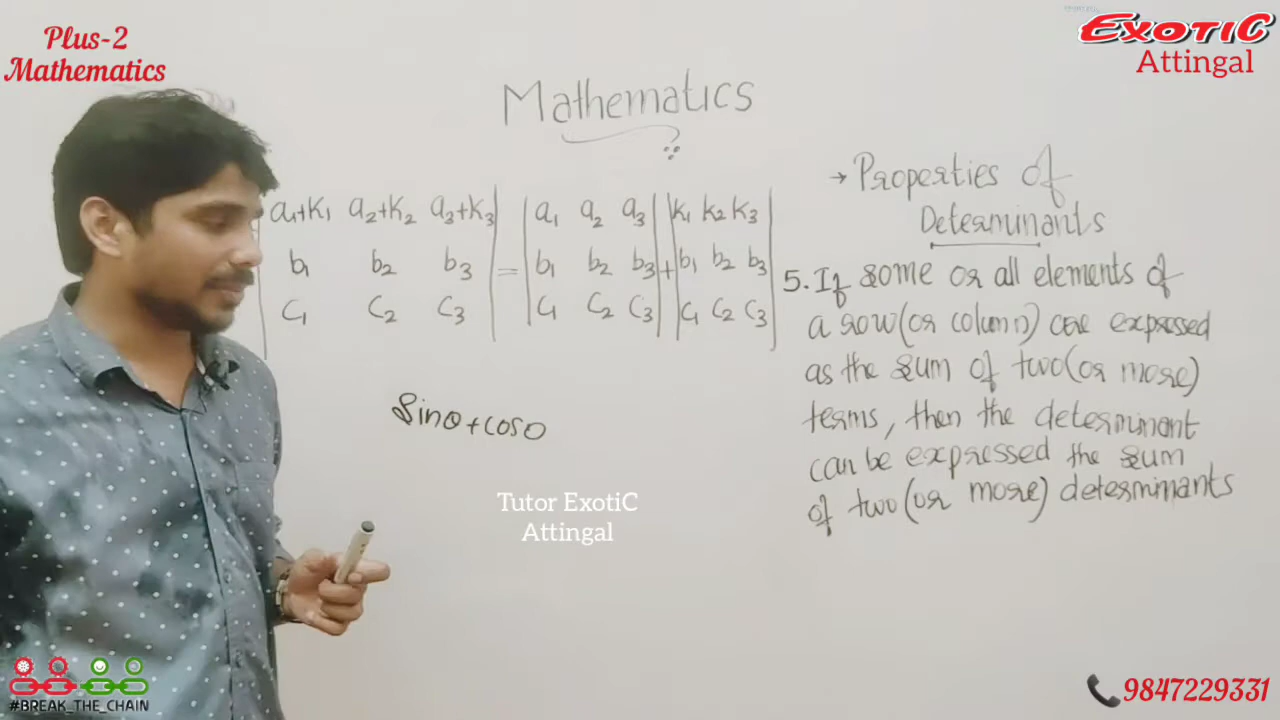 Plus-2
Mathematics
EXOTIC
Attingal
Mathematics
a₁+K₁ a₂+K₂ a₃+K₃
b₁ b₂ b₃
C₁ C₂ C₃
=
a₁ a₂ a₃
b₁ b₂ b₃
C₁ C₂ C₃
+
K₁ K₂ K₃
b₁ b₂ b₃
C₁ C₂ C₃
Sinθ+cosθ
→ Properties of
Determinants
5. If some or all elements of
a row(or column) are expressed
as the sum of two(or more)
terms, then the determinant
can be expressed the sum
of two(or more) determinants
Tutor ExotiC
Attingal
#BREAK_THE_CHAIN
9847229331